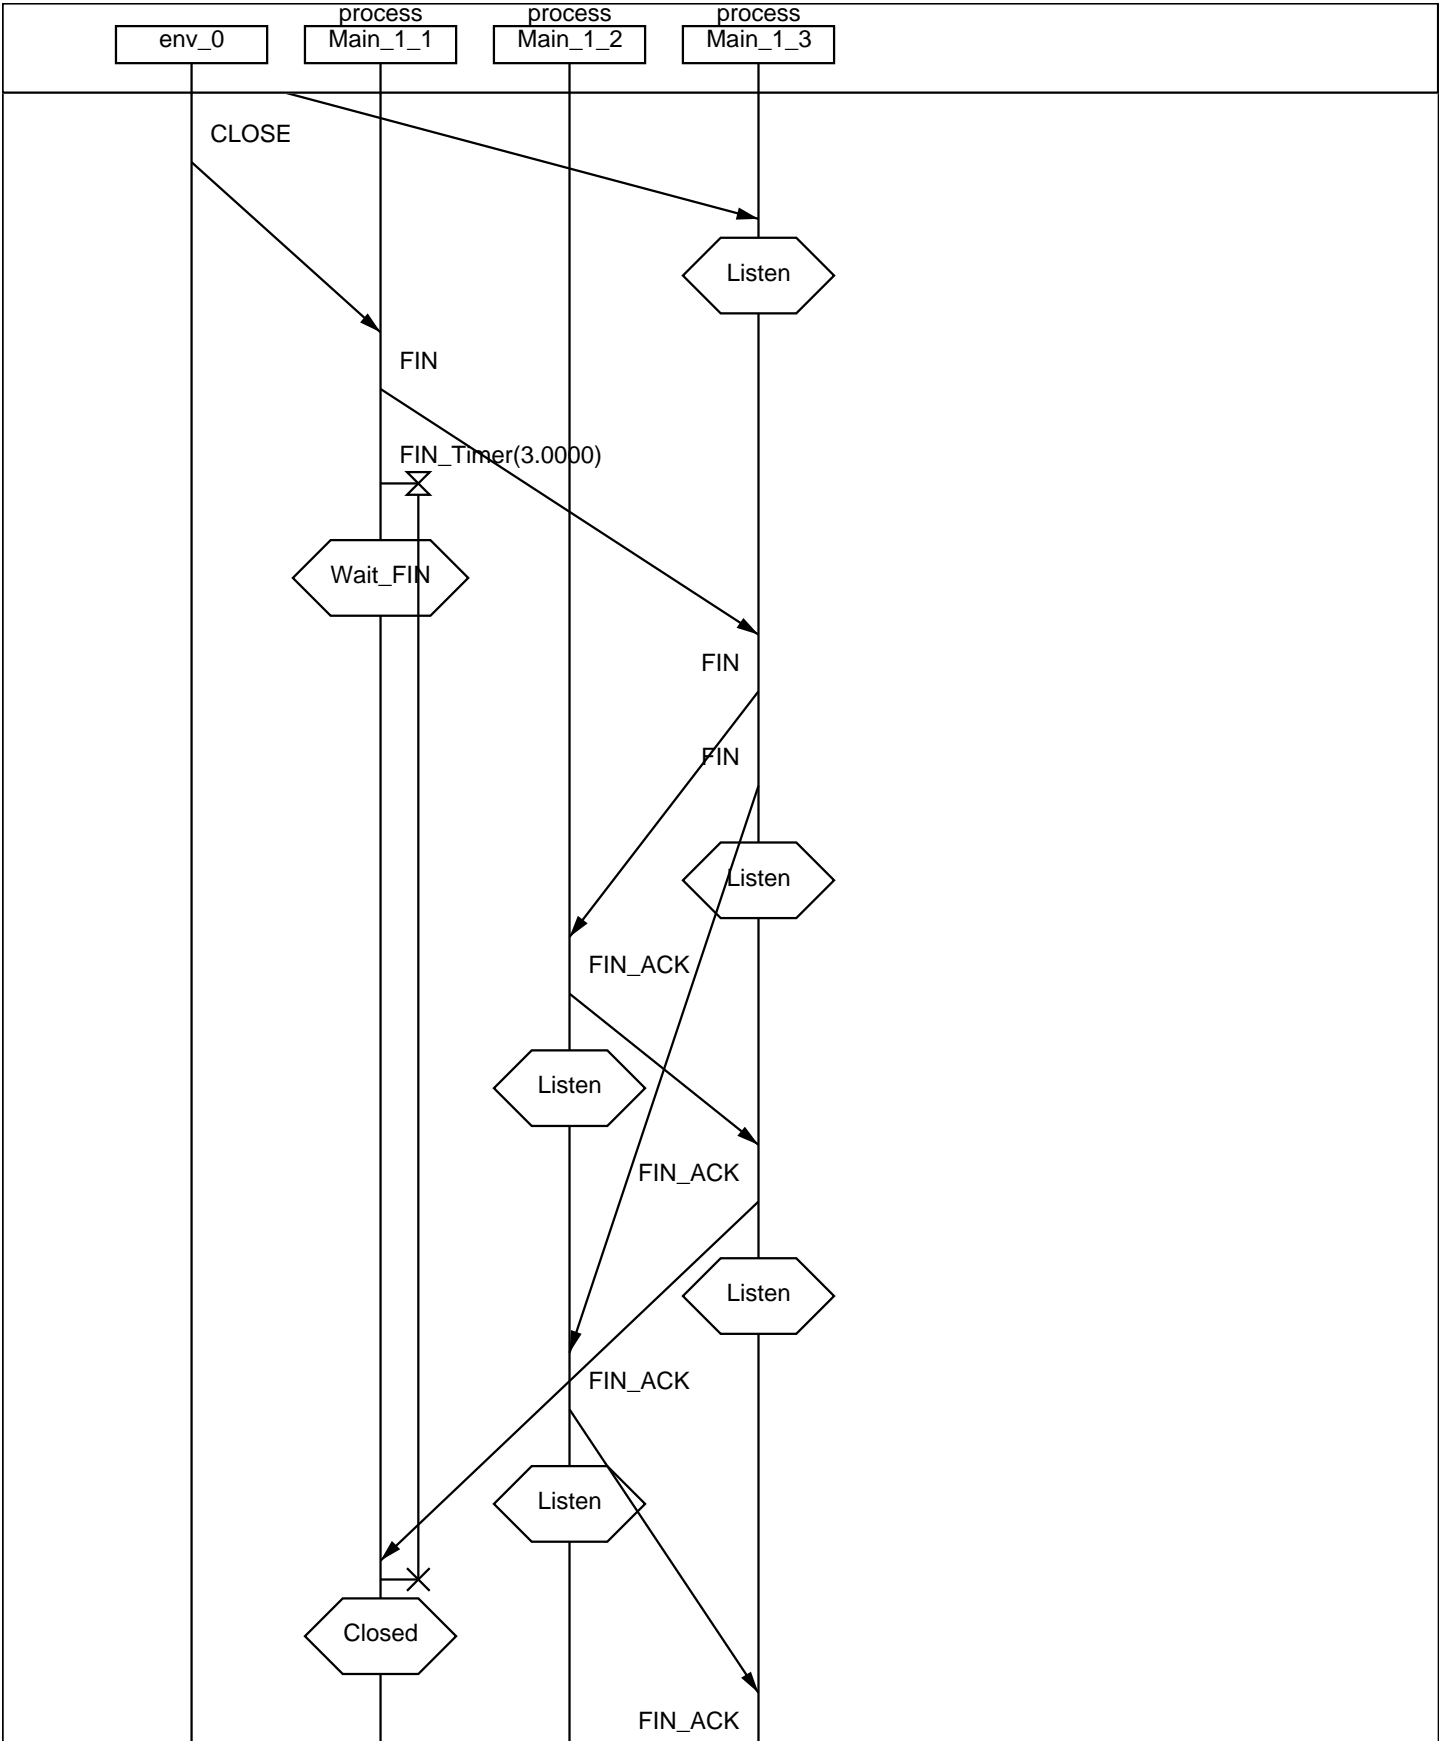 process process process
env_0 Main_1_1 Main_1_2 Main_1_3
CLOSE
Listen
FIN
FIN_Timer(3.0000)
Wait_FIN
FIN
FIN
Listen
FIN_ACK
Listen
FIN_ACK
Listen
FIN_ACK
Listen
Closed
FIN_ACK